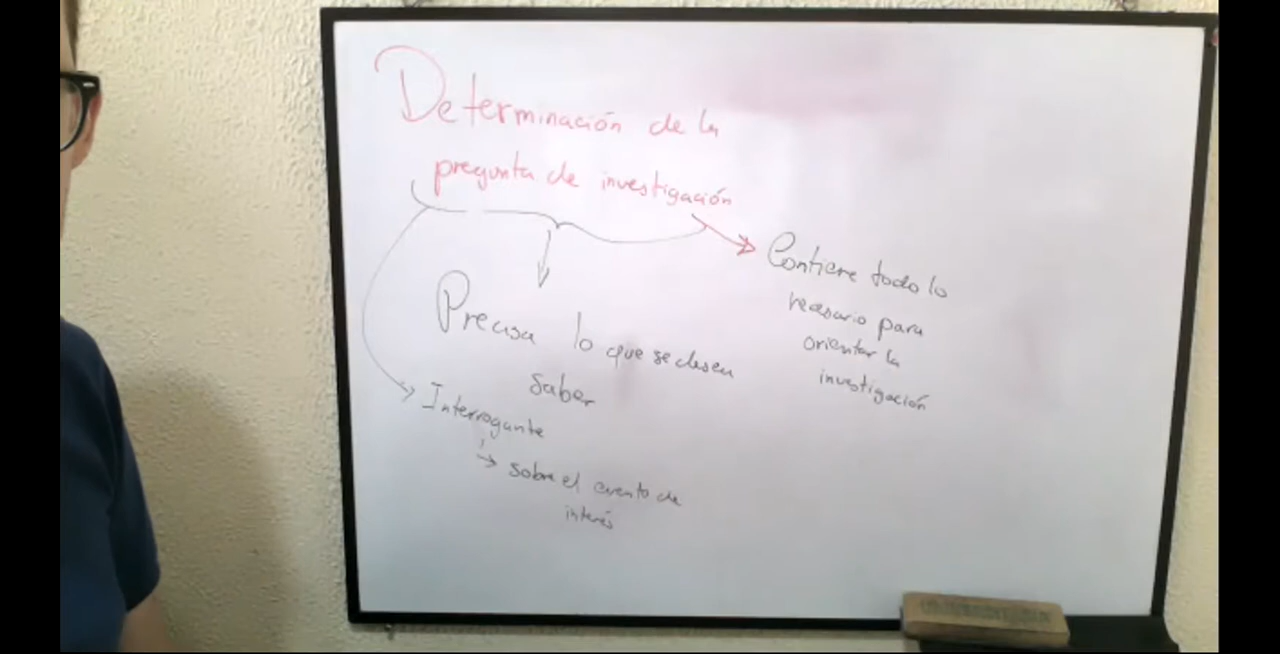 Determinación de la
pregunta de investigación
Contiene todo lo
necesario para
orientar la
investigación
Precisa lo que se desea
saber
Interrogante
sobre el evento de
interés